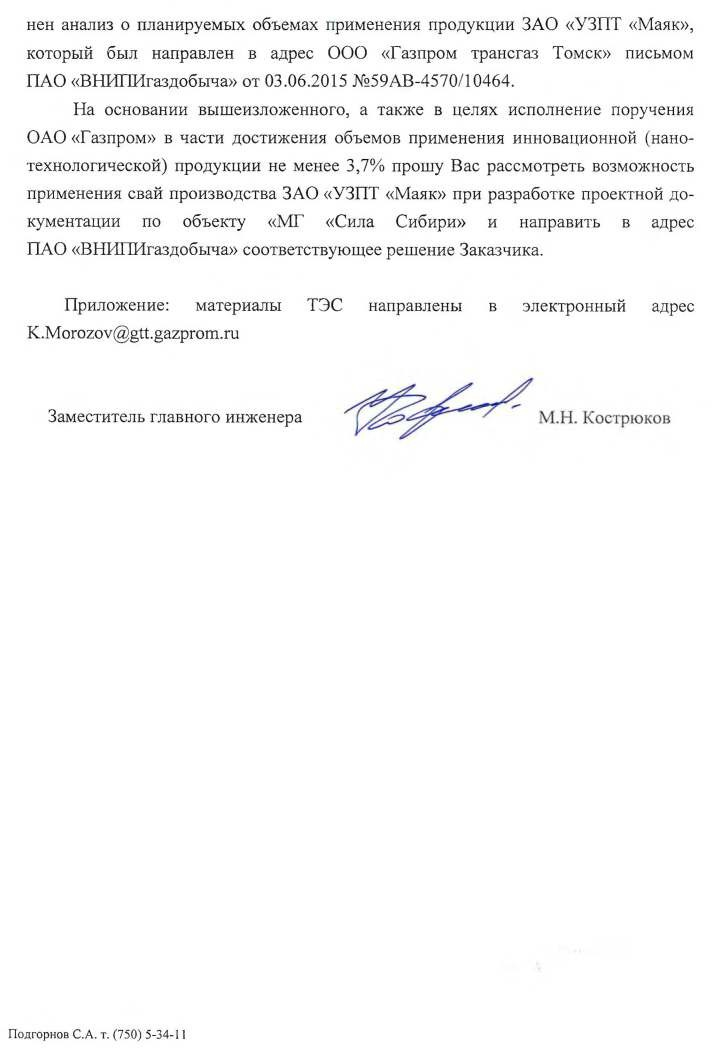 нен анализ о планируемых объемах применения продукции ЗАО «УЗПТ «Маяк»,
который был направлен в адрес ООО «Газпром трансгаз Томск» письмом
ПАО «ВНИПИгаздобыча» от 03.06.2015 №59АВ-4570/10464.
На основании вышеизложенного, а также в целях исполнение поручения
ОАО «Газпром» в части достижения объемов применения инновационной (нано-
технологической) продукции не менее 3,7% прошу Вас рассмотреть возможность
применения свай производства ЗАО «УЗПТ «Маяк» при разработке проектной до-
кументации по объекту «МГ «Сила Сибири» и направить в адрес
ПАО «ВНИПИгаздобыча» соответствующее решение Заказчика.
Приложение: материалы ТЭС направлены в электронный адрес
K.Morozov@gtt.gazprom.ru
Заместитель главного инженера М.Н. Кострюков
Подгорнов С.А. т. (750) 5-34-11